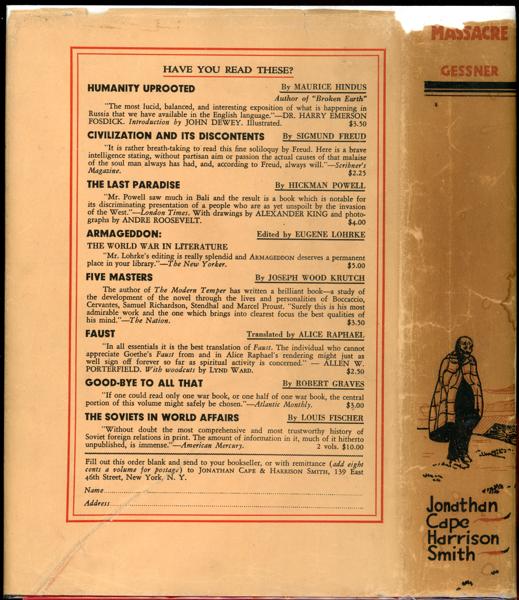 HAVE YOU READ THESE?
HUMANITY UPROOTED By MAURICE HINDUS
Author of "Broken Earth"
"The most lucid, balanced, and interesting exposition of what is happening in
Russia that we have available in the English language."—DR. HARRY EMERSON
FOSDICK. Introduction by JOHN DEWEY. Illustrated. $3.50
CIVILIZATION AND ITS DISCONTENTS By SIGMUND FREUD
"It is rather breath-taking to read this fine soliloquy by Freud. Here is a brave
intelligence stating, without partisan aim or passion the actual causes of that malaise
of the soul man always has had, and, according to Freud, always will."—Scribner's
Magazine. $2.25
THE LAST PARADISE By HICKMAN POWELL
"Mr. Powell saw much in Bali and the result is a book which is notable for
its discriminating presentation of a people who are as yet unspoilt by the invasion
of the West."—London Times. With drawings by ALEXANDER KING and photo-
graphs by ANDRE ROOSEVELT. $4.00
ARMAGEDDON: Edited by EUGENE LOHRKE
THE WORLD WAR IN LITERATURE
"Mr. Lohrke's editing is really splendid and ARMAGEDDON deserves a permanent
place in your library."—The New Yorker. $5.00
FIVE MASTERS By JOSEPH WOOD KRUTCH
The author of The Modern Temper has written a brilliant book—a study
of the development of the novel through the lives and personalities of Boccaccio,
Cervantes, Samuel Richardson, Stendhal and Marcel Proust. "Surely this is his most
admirable work and the one which brings into clearest focus the best qualities of
his mind."—The Nation. $3.50
FAUST Translated by ALICE RAPHAEL
"In all essentials it is the best translation of Faust. The individual who cannot
appreciate Goethe's Faust from and in Alice Raphael's rendering might just as
well sign off forever so far as spiritual activity is concerned." — ALLEN W.
PORTERFIELD. With woodcuts by LYND WARD. $2.50
GOOD-BYE TO ALL THAT By ROBERT GRAVES
"If one could read only one war book, or one half of one war book, the central
portion of this volume might safely be chosen."—Atlantic Monthly. $3.00
THE SOVIETS IN WORLD AFFAIRS By LOUIS FISCHER
"Without doubt the most comprehensive and most trustworthy history of
Soviet foreign relations in print. The amount of information in it, much of it hitherto
unpublished, is immense."—American Mercury. 2 vols. $10.00
Fill out this order blank and send to your bookseller, or with remittance (add eight
cents a volume for postage) to JONATHAN CAPE & HARRISON SMITH, 139 East
46th Street, New York, N. Y.
Name
Address
MASSACRE
GESSNER
Jonathan
Cape
Harrison
Smith